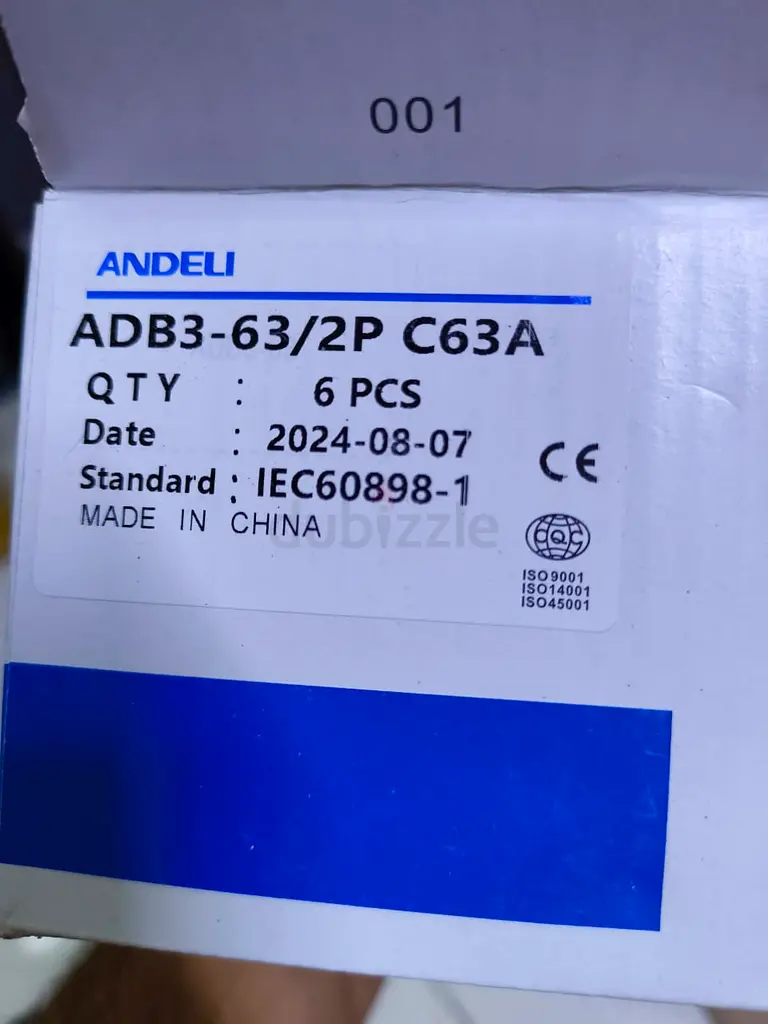 001
ANDELI
ADB3-63/2P C63A
QTY : 6 PCS
Date : 2024-08-07
Standard : IEC60898-1
MADE IN CHINA
CE
CQC
ISO9001
ISO14001
ISO45001
dubizzle